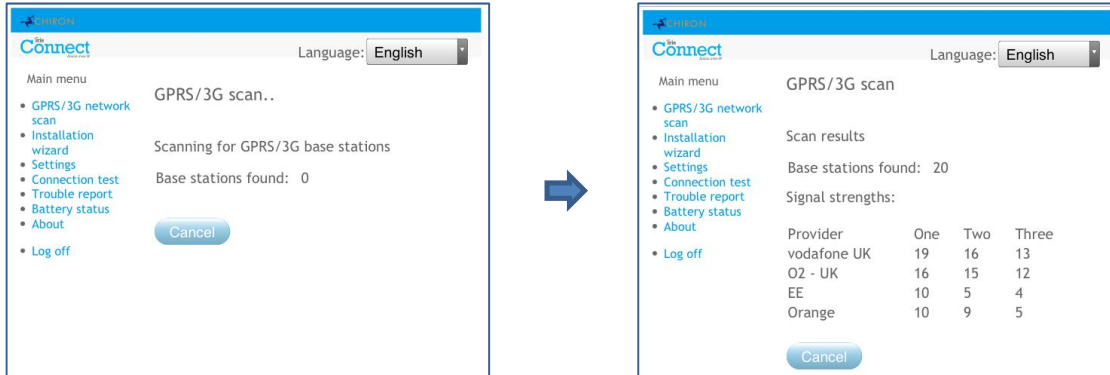 CHIRON
Connect
Language: English
Main menu
GPRS/3G scan..
• GPRS/3G network
scan
• Installation
wizard
• Settings
• Connection test
• Trouble report
• Battery status
• About
• Log off
Scanning for GPRS/3G base stations
Base stations found: 0
Cancel
CHIRON
Connect
Language: English
Main menu
GPRS/3G scan
• GPRS/3G network
scan
• Installation
wizard
• Settings
• Connection test
• Trouble report
• Battery status
• About
• Log off
Scan results
Base stations found: 20
Signal strengths:
Provider One Two Three
vodafone UK 19 16 13
O2 - UK 16 15 12
EE 10 5 4
Orange 10 9 5
Cancel